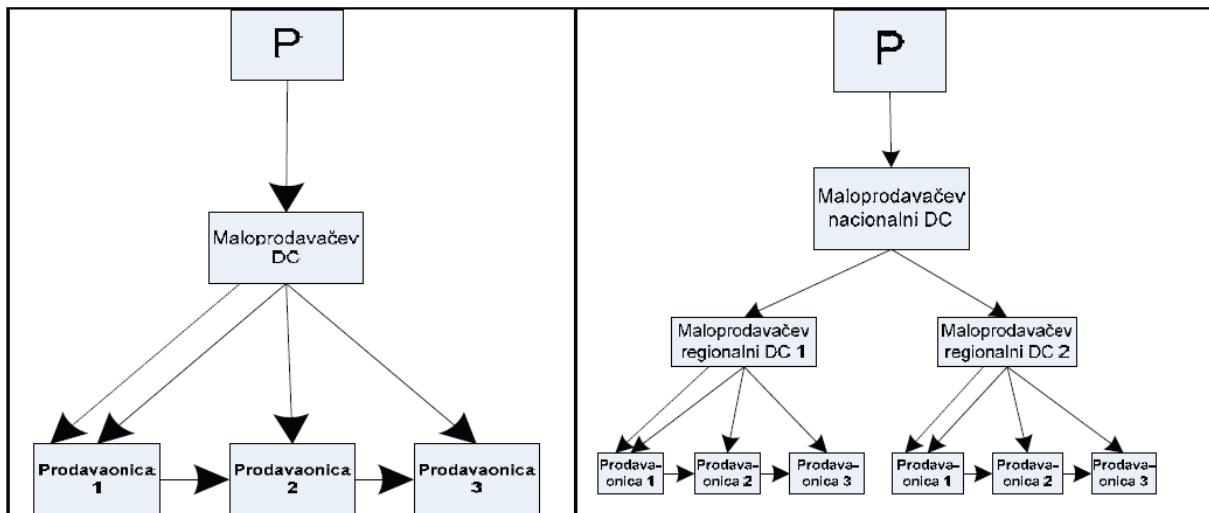 P
Maloprodavačev
DC
Prodavaonica
1
Prodavaonica
2
Prodavaonica
3
P
Maloprodavačev
nacionalni DC
Maloprodavačev
regionalni DC 1
Maloprodavačev
regionalni DC 2
Prodava-
onica 1
Prodava-
onica 2
Prodava-
onica 3
Prodava-
onica 1
Prodava-
onica 2
Prodava-
onica 3